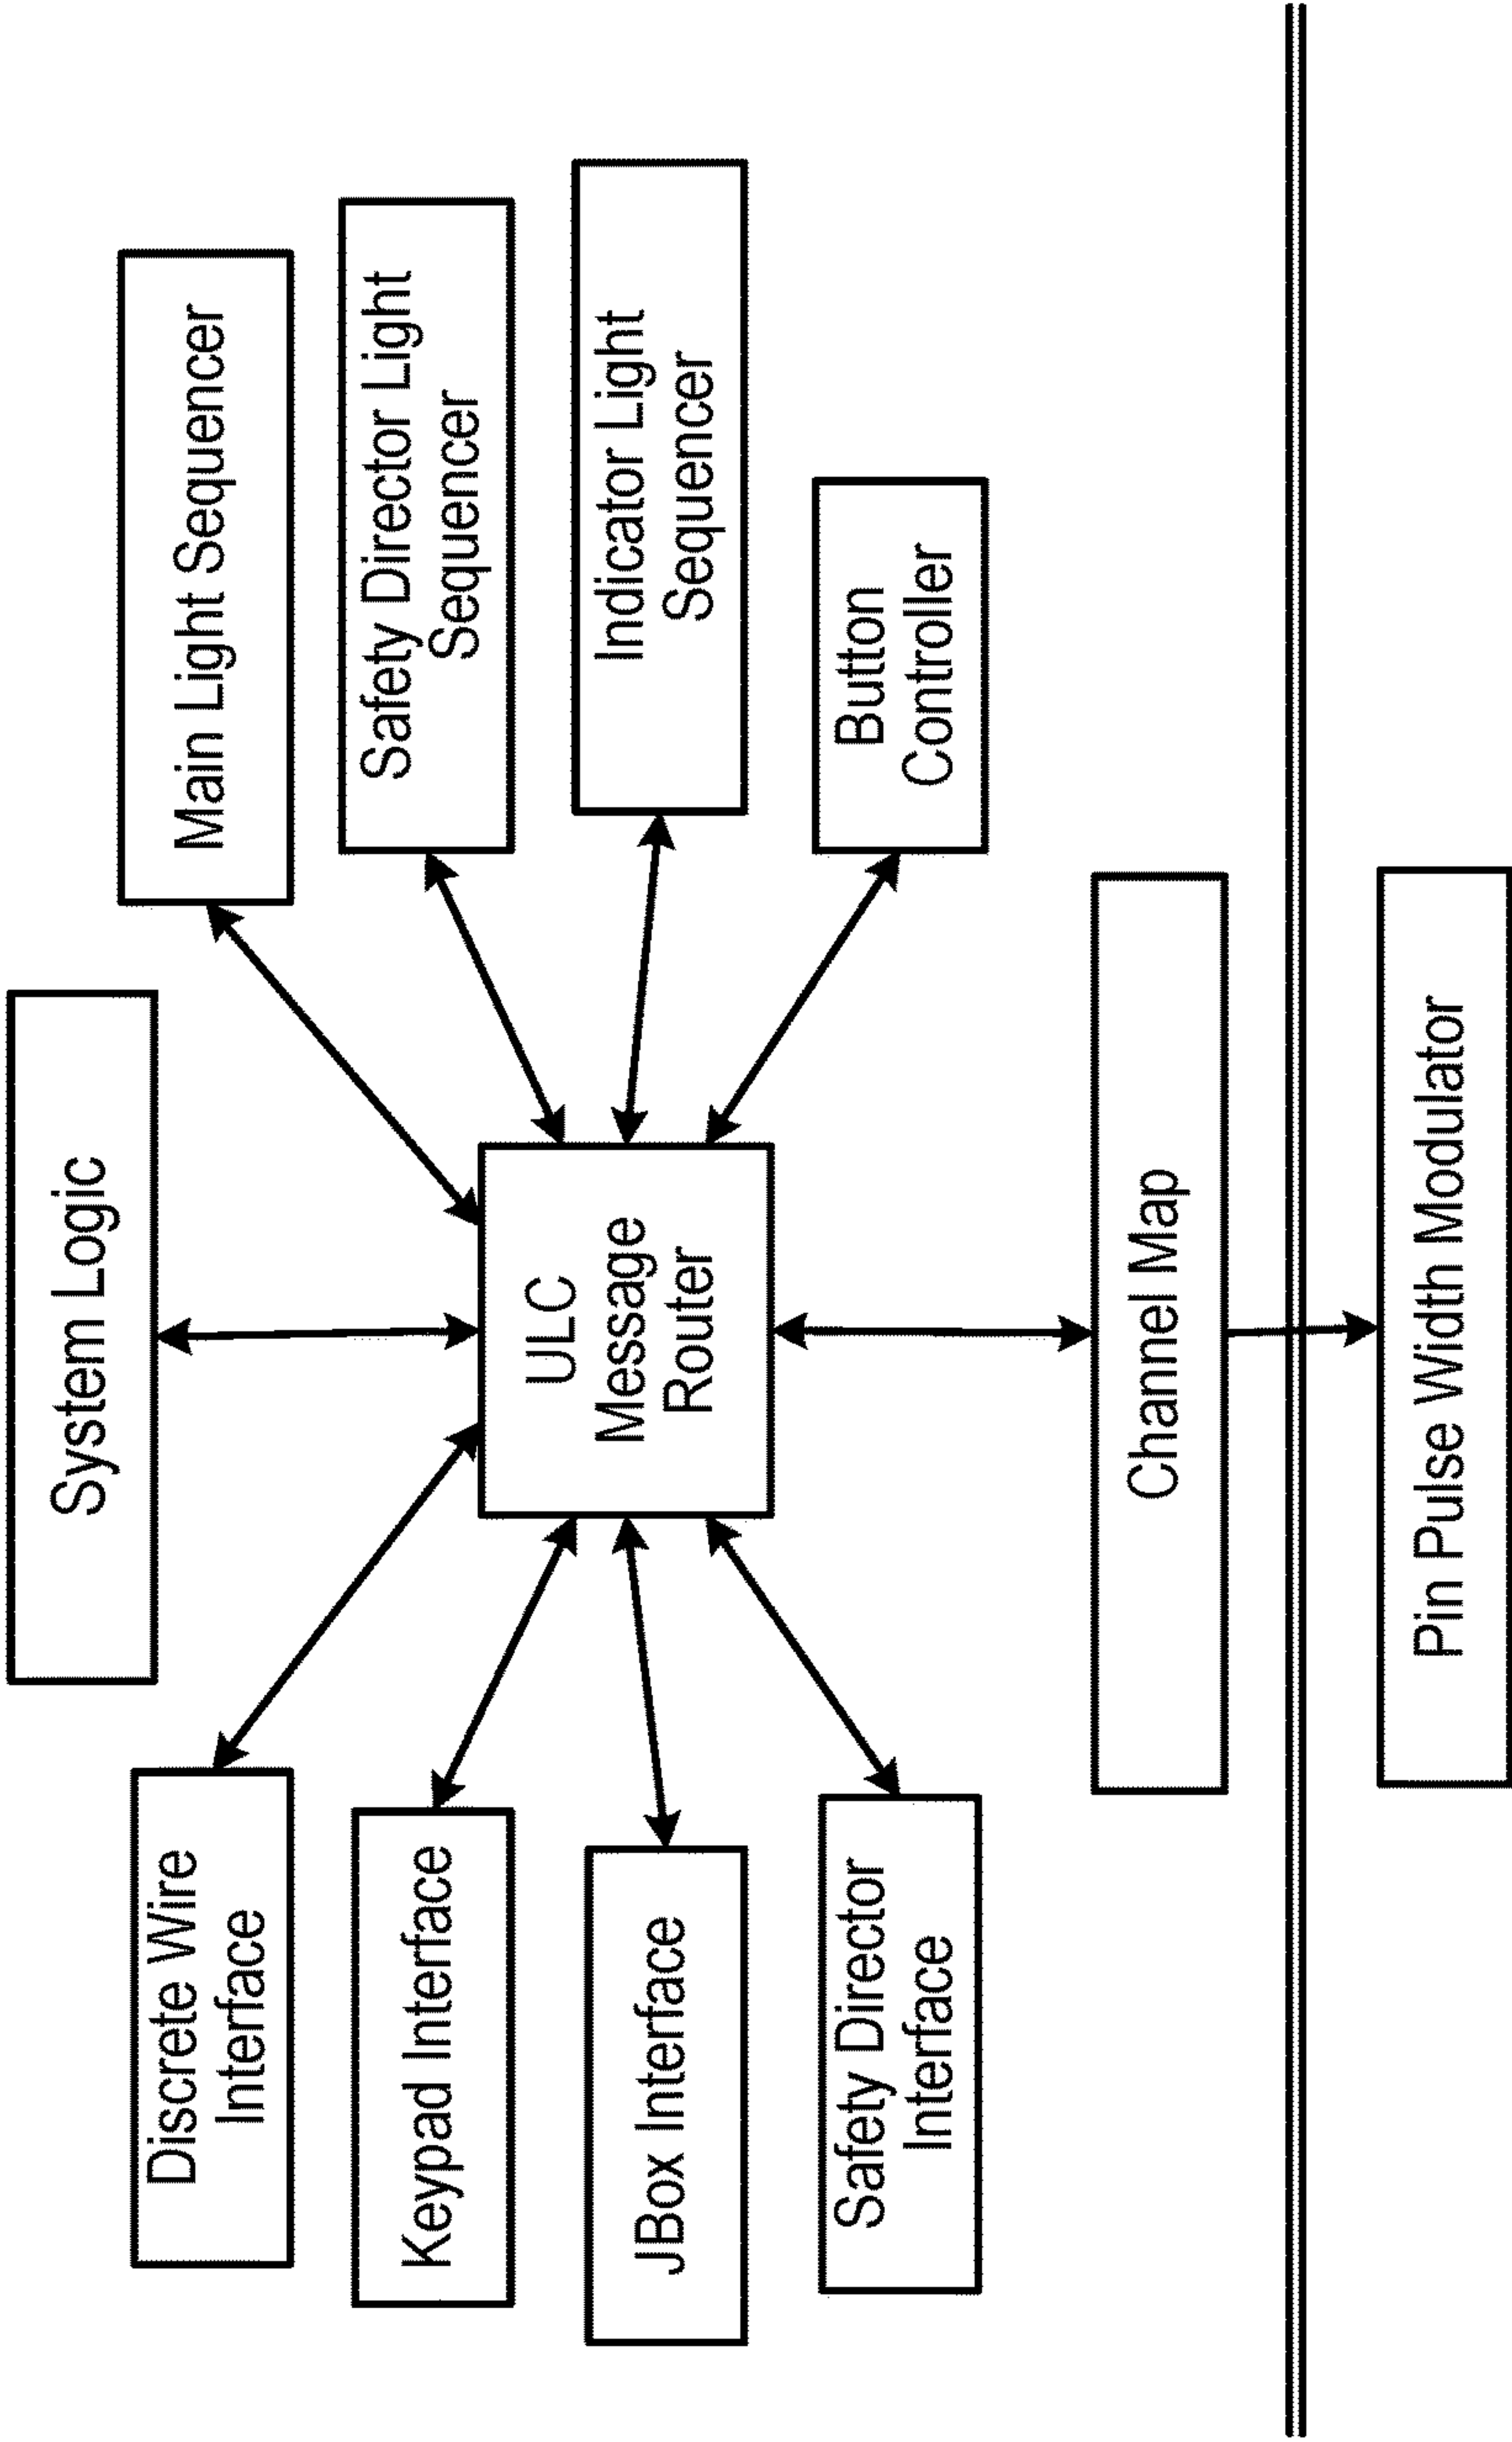 System Logic
Discrete Wire
Interface
Main Light Sequencer
Keypad Interface
Safety Director Light
Sequencer
JBox Interface
ULC
Message
Router
Indicator Light
Sequencer
Safety Director
Interface
Button
Controller
Channel Map
Pin Pulse Width Modulator